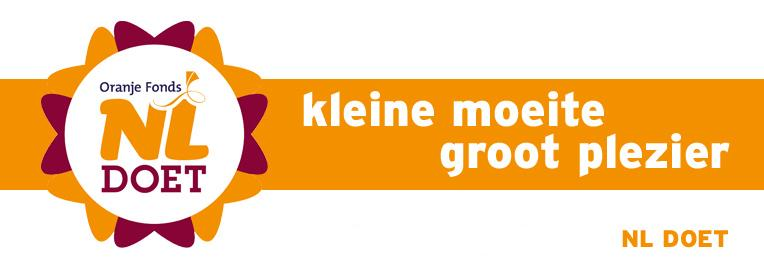 Oranje Fonds
NL
DOET
kleine moeite
groot plezier
NL DOET